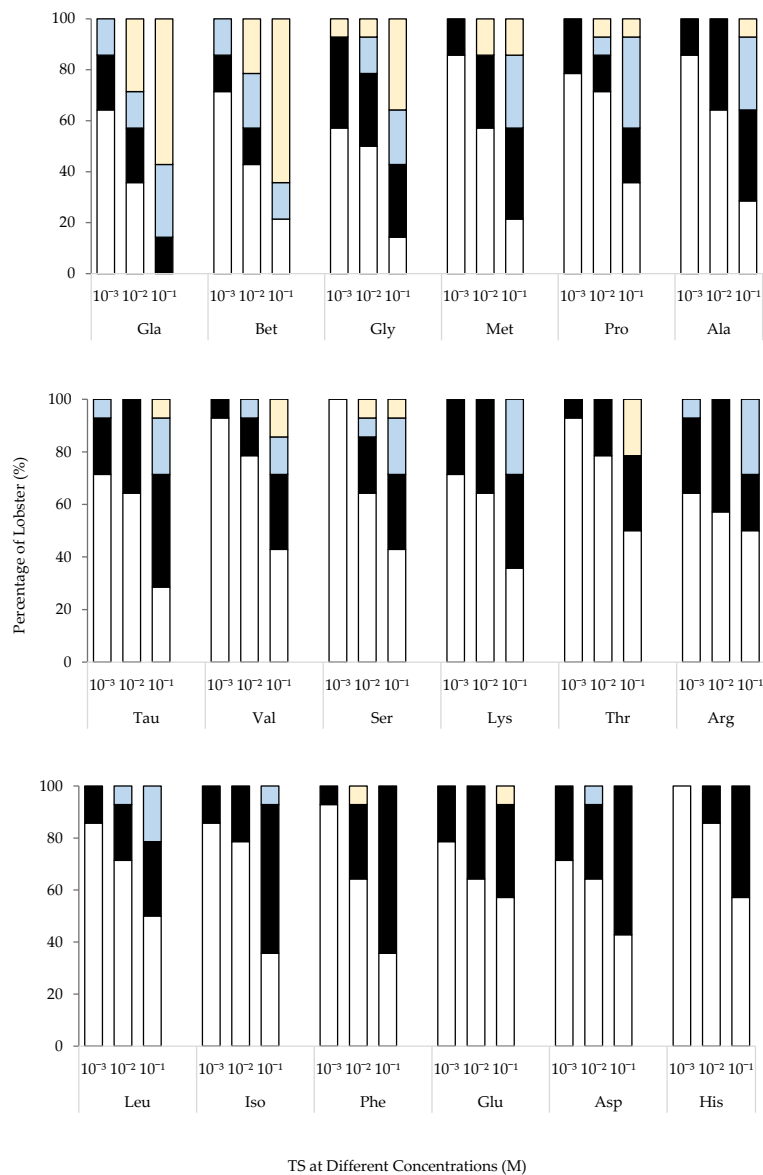 100
80
60
40
20
0
10⁻³ 10⁻² 10⁻¹ 10⁻³ 10⁻² 10⁻¹ 10⁻³ 10⁻² 10⁻¹ 10⁻³ 10⁻² 10⁻¹ 10⁻³ 10⁻² 10⁻¹ 10⁻³ 10⁻² 10⁻¹
Gla Bet Gly Met Pro Ala
Percentage of Lobster (%)
100
80
60
40
20
0
10⁻³ 10⁻² 10⁻¹ 10⁻³ 10⁻² 10⁻¹ 10⁻³ 10⁻² 10⁻¹ 10⁻³ 10⁻² 10⁻¹ 10⁻³ 10⁻² 10⁻¹ 10⁻³ 10⁻² 10⁻¹
Tau Val Ser Lys Thr Arg
100
80
60
40
20
0
10⁻³ 10⁻² 10⁻¹ 10⁻³ 10⁻² 10⁻¹ 10⁻³ 10⁻² 10⁻¹ 10⁻³ 10⁻² 10⁻¹ 10⁻³ 10⁻² 10⁻¹ 10⁻³ 10⁻² 10⁻¹
Leu Iso Phe Glu Asp His
TS at Different Concentrations (M)